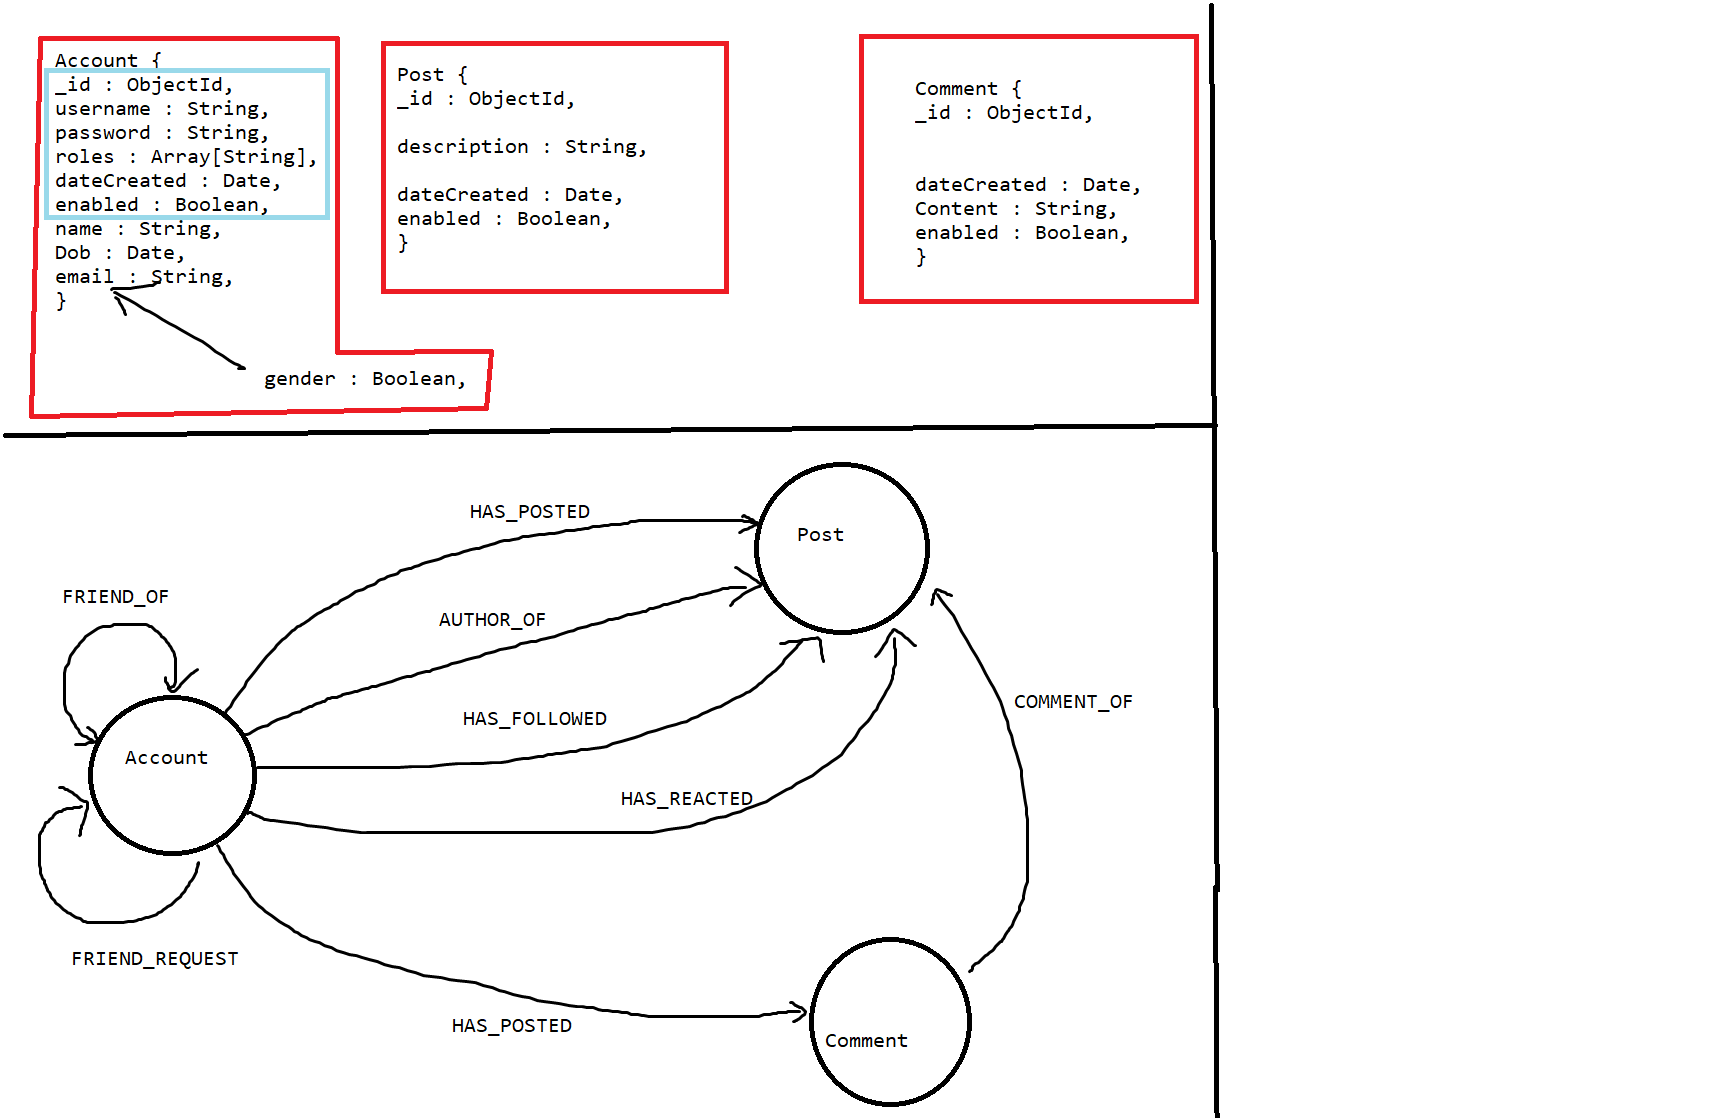 Account {
_id : ObjectId,
username : String,
password : String,
roles : Array[String],
dateCreated : Date,
enabled : Boolean,
name : String,
Dob : Date,
email : String,
}
gender : Boolean,
Post {
_id : ObjectId,
description : String,
dateCreated : Date,
enabled : Boolean,
}
Comment {
_id : ObjectId,
dateCreated : Date,
Content : String,
enabled : Boolean,
}
HAS_POSTED
Post
FRIEND_OF
AUTHOR_OF
COMMENT_OF
HAS_FOLLOWED
Account
HAS_REACTED
FRIEND_REQUEST
HAS_POSTED
Comment